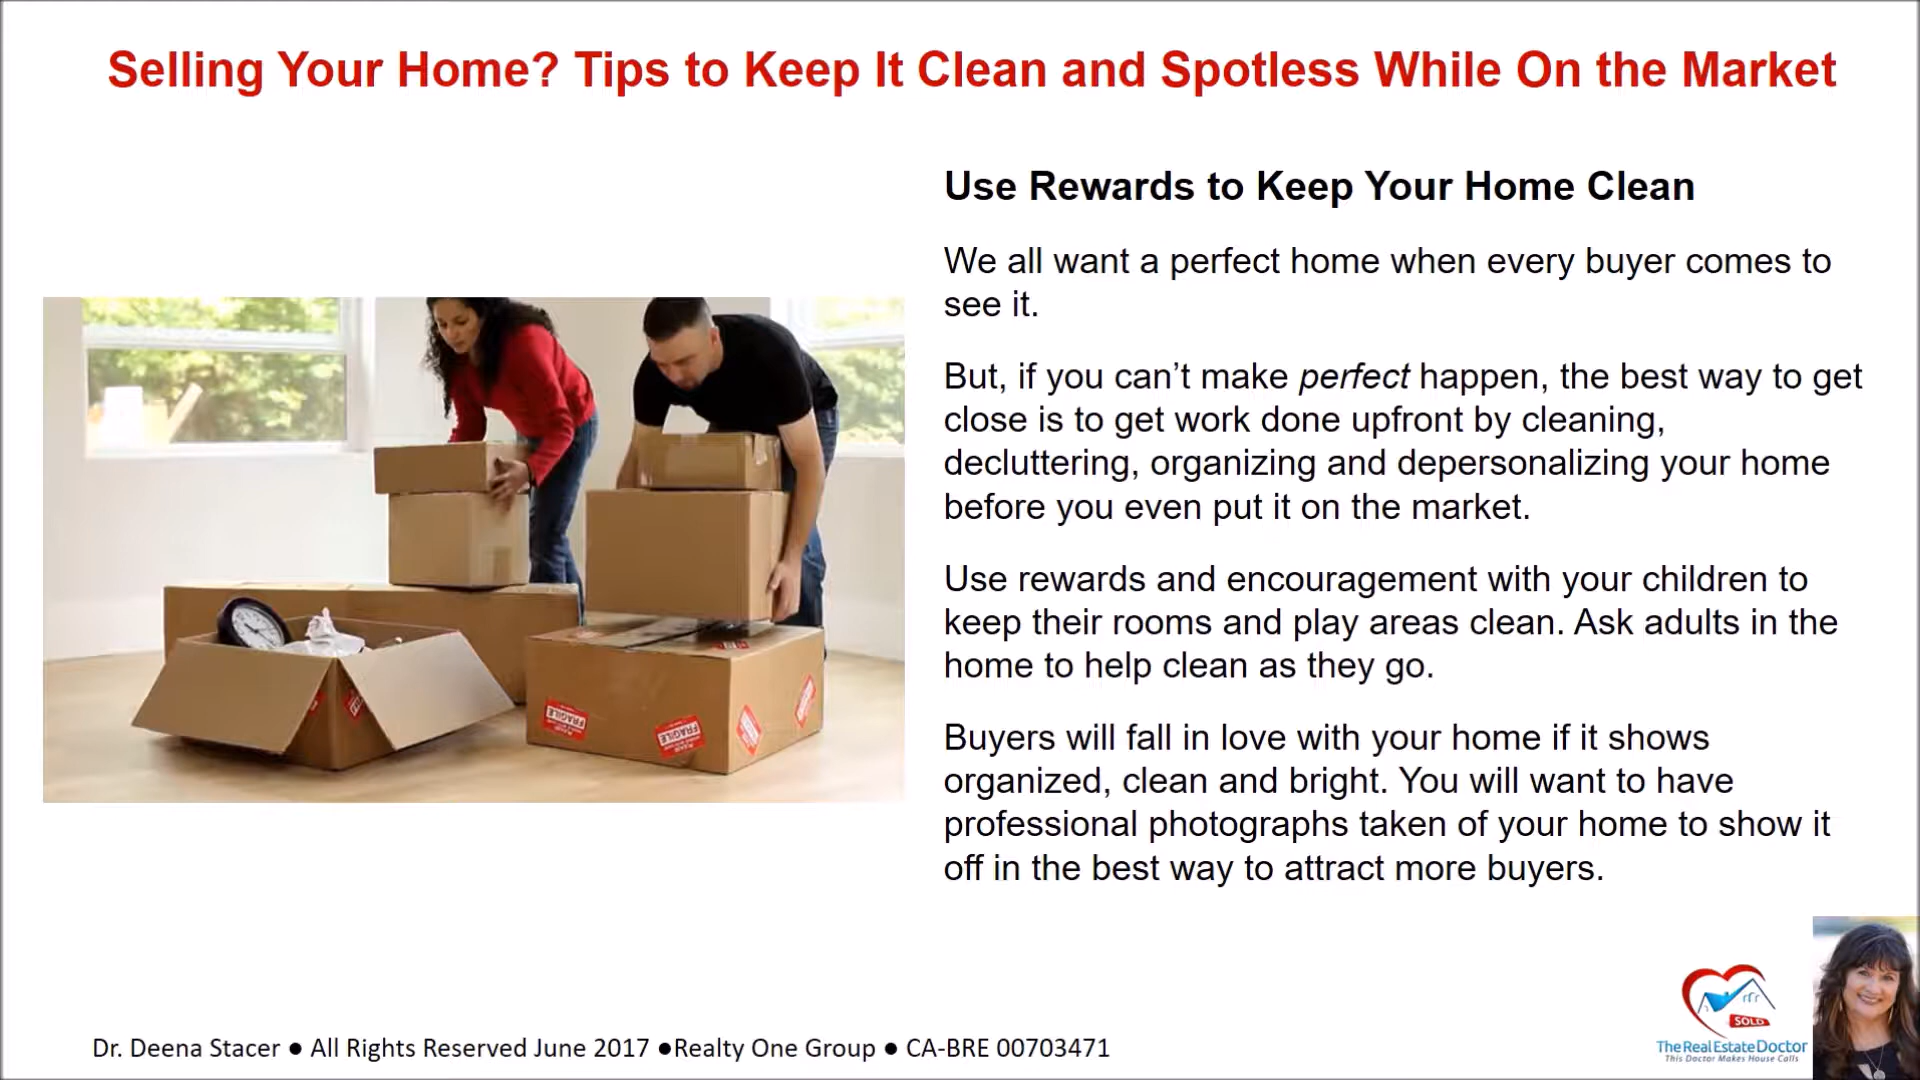 Selling Your Home? Tips to Keep It Clean and Spotless While On the Market
Use Rewards to Keep Your Home Clean
We all want a perfect home when every buyer comes to
see it.
But, if you can’t make perfect happen, the best way to get
close is to get work done upfront by cleaning,
decluttering, organizing and depersonalizing your home
before you even put it on the market.
Use rewards and encouragement with your children to
keep their rooms and play areas clean. Ask adults in the
home to help clean as they go.
Buyers will fall in love with your home if it shows
organized, clean and bright. You will want to have
professional photographs taken of your home to show it
off in the best way to attract more buyers.
FRAGILE
FRAGILE
SOLD
TheRealEstateDoctor
This Doctor Makes House Calls
Dr. Deena Stacer ● All Rights Reserved June 2017 ●Realty One Group ● CA-BRE 00703471